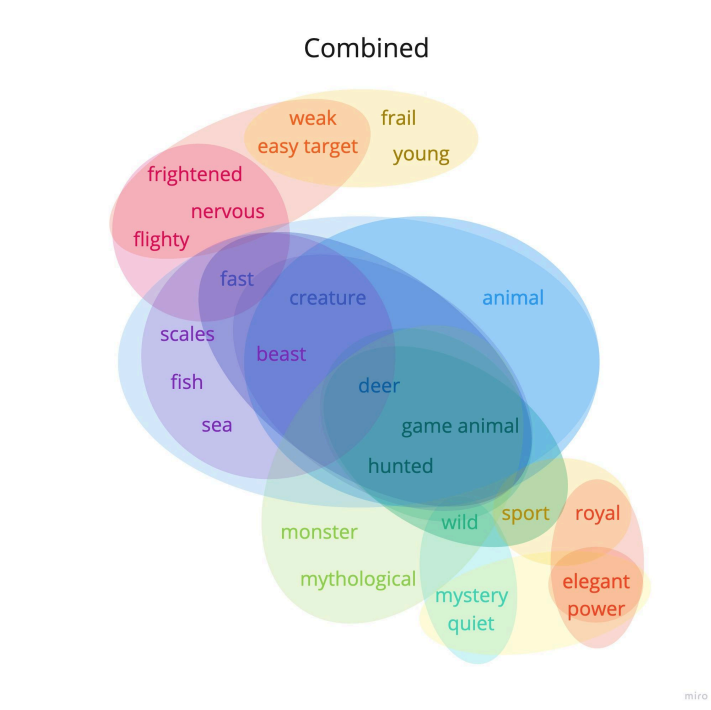 Combined
weak
frail
easy target
young
frightened
nervous
flighty
fast
creature
animal
scales
beast
fish
deer
sea
game animal
hunted
monster
wild
sport
royal
mythological
mystery
elegant
quiet
power
miro